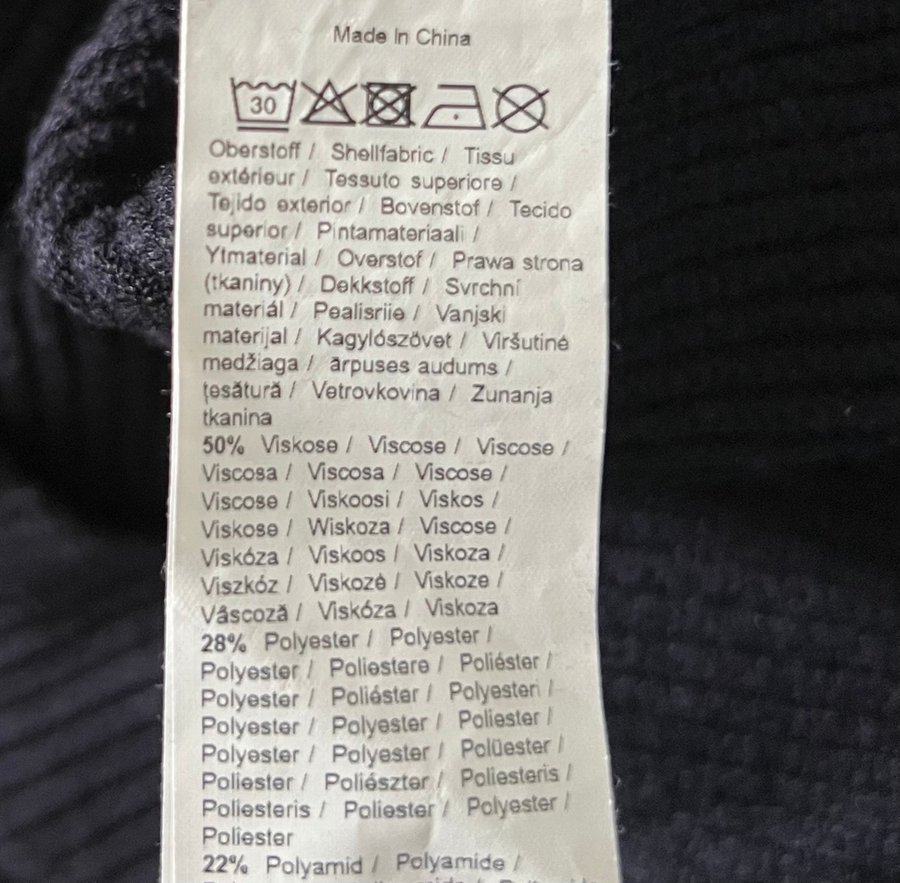 Made In China
30
Oberstoff / Shellfabric / Tissu
extérieur / Tessuto superiore /
Tejido exterior / Bovenstof / Tecido
superior / Pintamateriaali /
Ytmaterial / Overstof / Prawa strona
(tkaniny) / Dekkstoff / Svrchní
materiál / Pealisriie / Vanjski
materijal / Kagylószövet / Viršutinė
medžiaga / ārpuses audums /
țesătură / Vetrovkovina / Zunanja
tkanina
50% Viskose / Viscose / Viscose /
Viscosa / Viscosa / Viscose /
Viscose / Viskoosi / Viskos /
Viskose / Wiskoza / Viscose /
Viskóza / Viskoos / Viskoza /
Viszkóz / Viskozė / Viskoze /
Vâscoză / Viskóza / Viskoza
28% Polyester / Polyester /
Polyester / Poliestere / Poliéster /
Polyester / Poliéster / Polyesteri /
Polyester / Polyester / Poliester /
Polyester / Polyester / Polüester /
Poliester / Poliészter / Poliesteris /
Poliesteris / Poliester / Polyester /
Poliester
22% Polyamid / Polyamide /